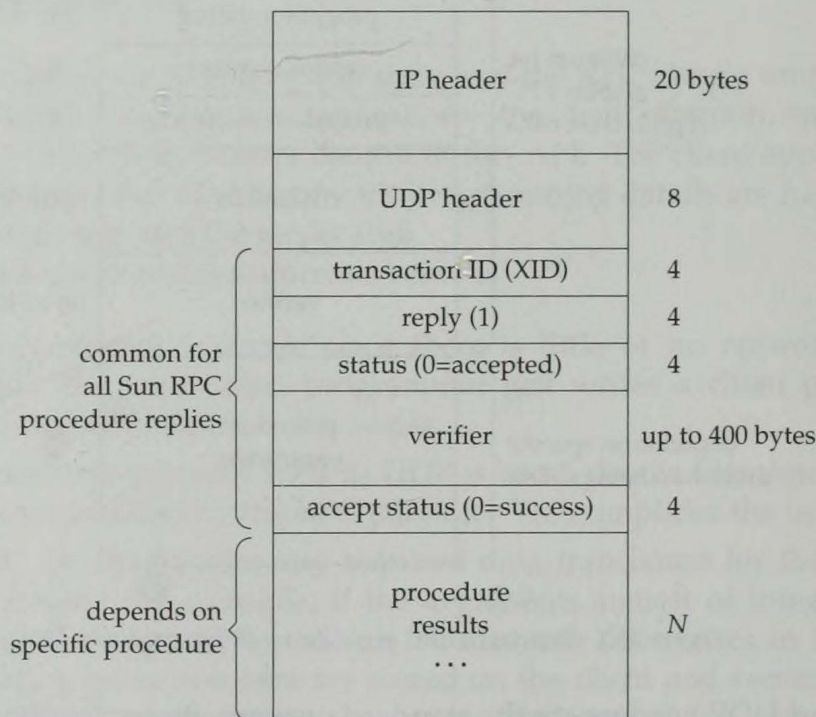 IP header 20 bytes
UDP header 8
transaction ID (XID) 4
reply (1) 4
status (0=accepted) 4
common for
all Sun RPC
procedure replies
verifier up to 400 bytes
accept status (0=success) 4
depends on
specific procedure
procedure
results
...
N